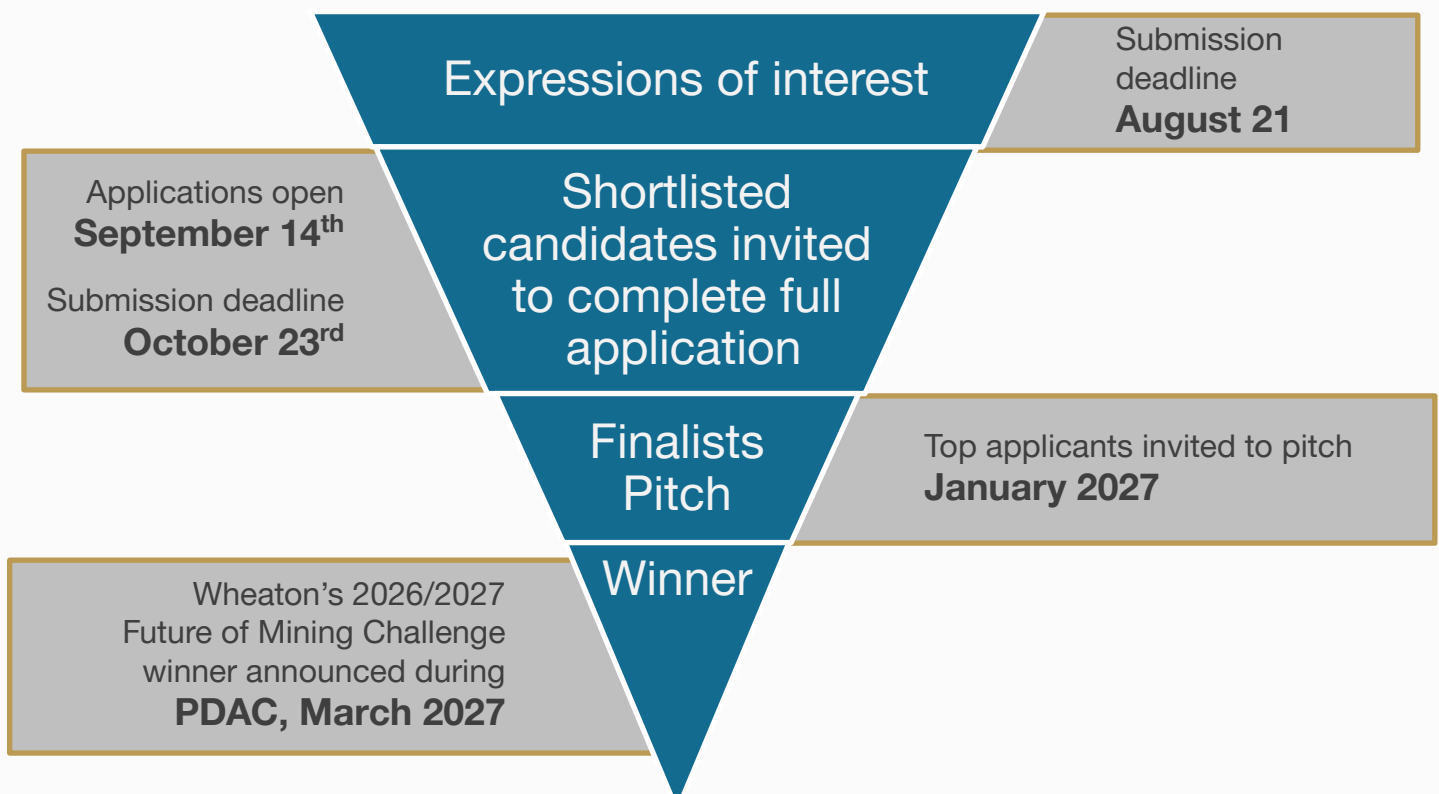 Expressions of interest
Submission
deadline
August 21
Applications open
September 14th
Submission deadline
October 23rd
Shortlisted
candidates invited
to complete full
application
Finalists
Pitch
Top applicants invited to pitch
January 2027
Winner
Wheaton’s 2026/2027
Future of Mining Challenge
winner announced during
PDAC, March 2027